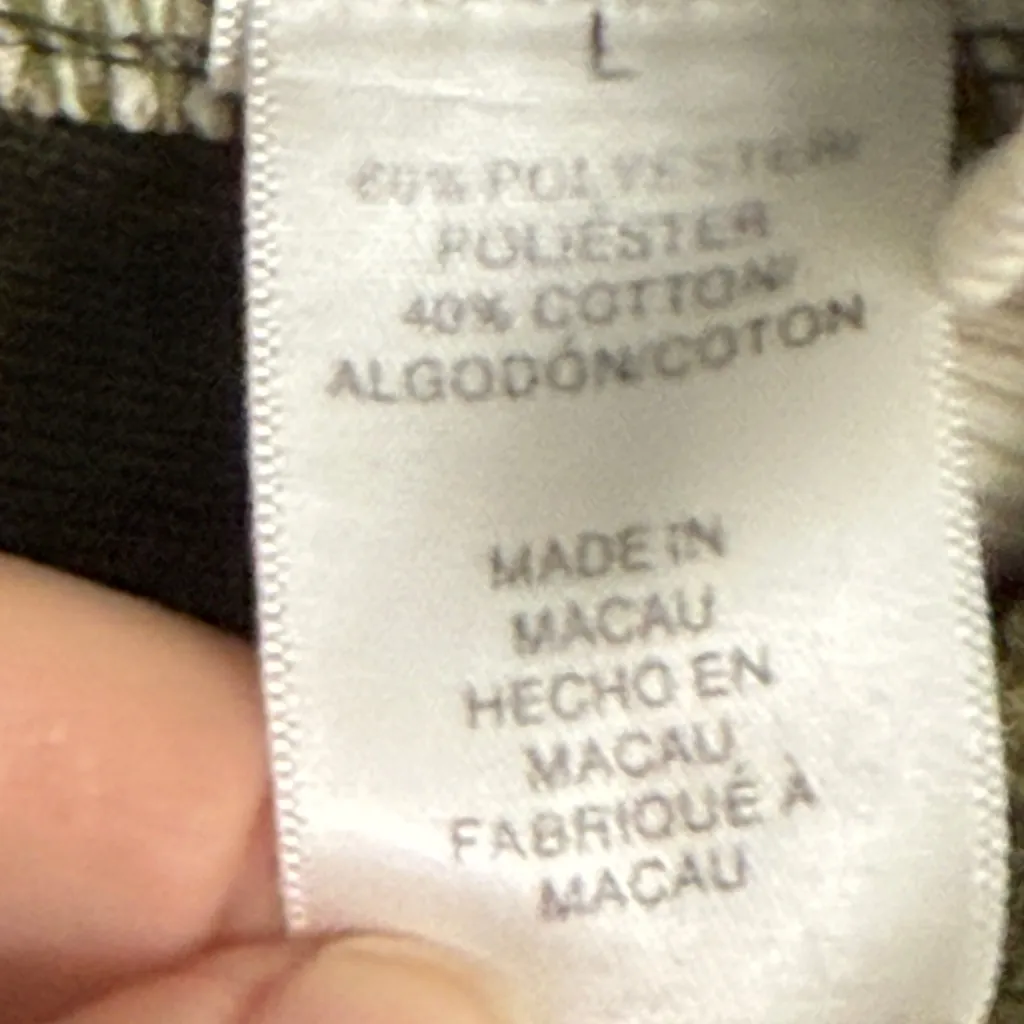 L
60% POLYESTER/
POLIÉSTER
40% COTTON/
ALGODÓN/COTON
MADE IN
MACAU
HECHO EN
MACAU
FABRIQUÉ À
MACAU